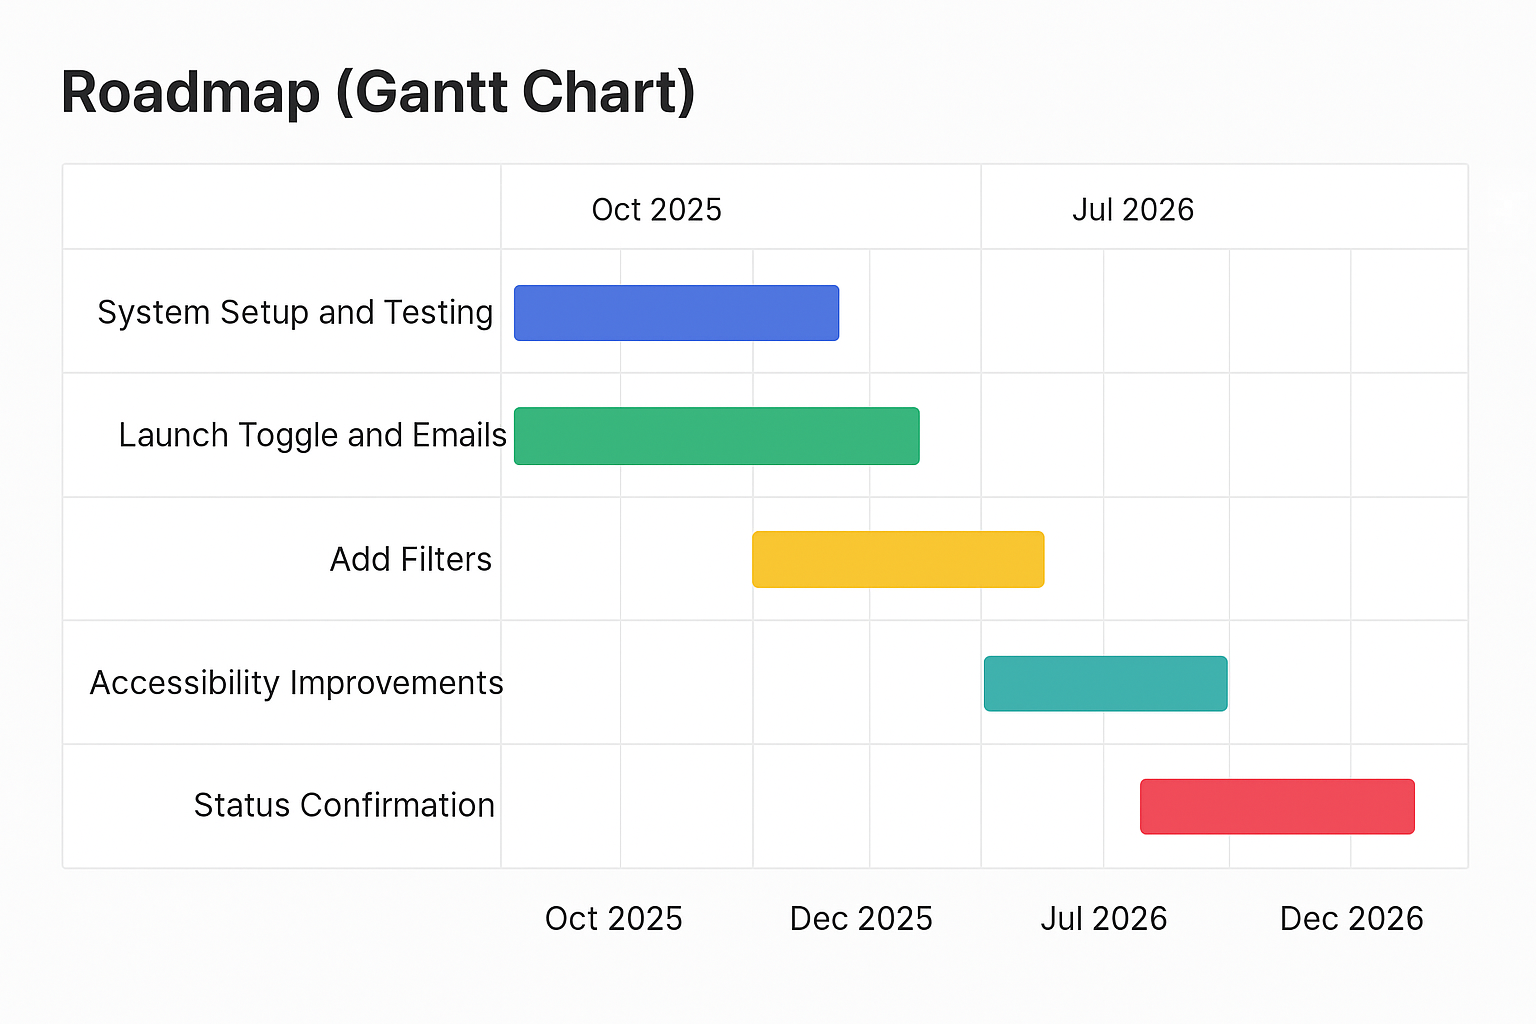 Roadmap (Gantt Chart)
Oct 2025
Jul 2026
System Setup and Testing
Launch Toggle and Emails
Add Filters
Accessibility Improvements
Status Confirmation
Oct 2025
Dec 2025
Jul 2026
Dec 2026